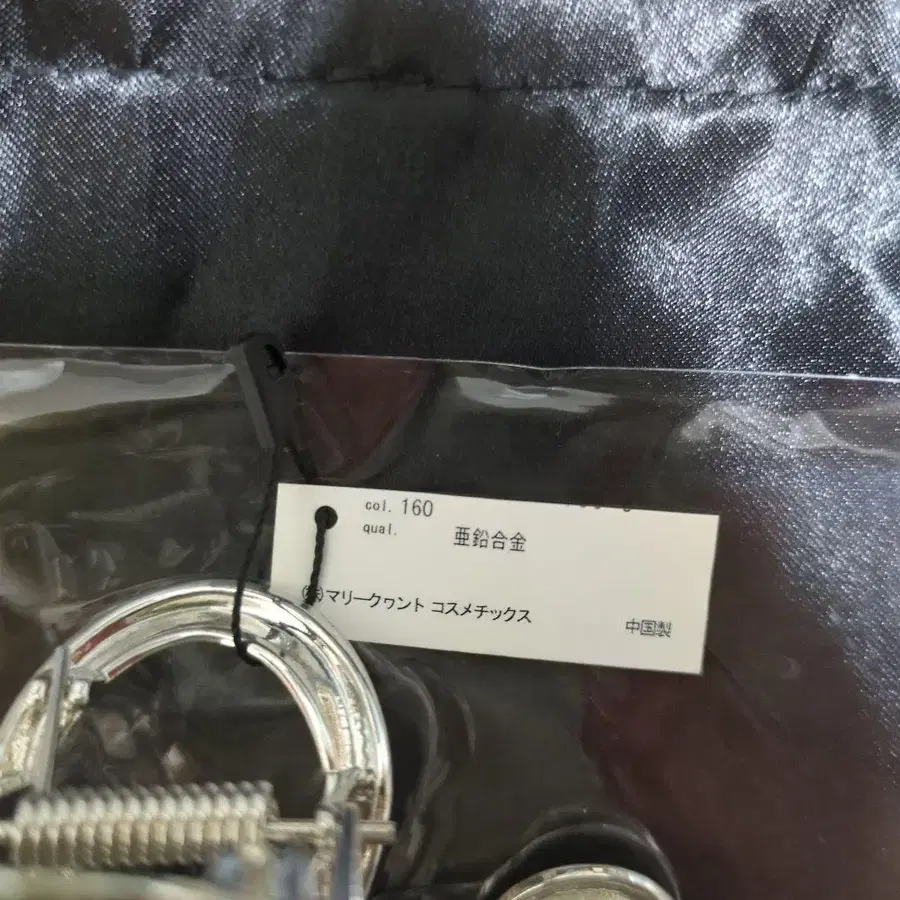 col. 160
qual. 亜鉛合金
㈱マリークヮント コスメチックス
中国製